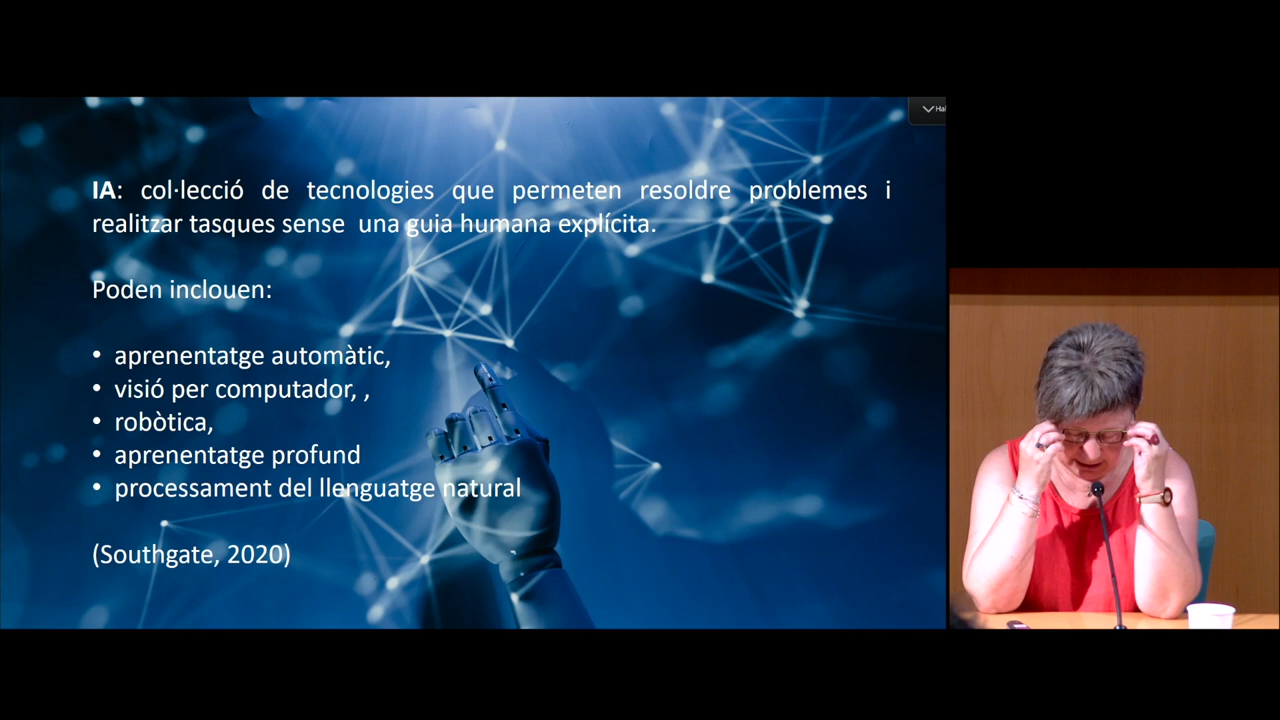 IA: col·lecció de tecnologies que permeten resoldre problemes i
realitzar tasques sense una guia humana explícita.
Poden inclouen:
• aprenentatge automàtic,
• visió per computador, ,
• robòtica,
• aprenentatge profund
• processament del llenguatge natural
(Southgate, 2020)